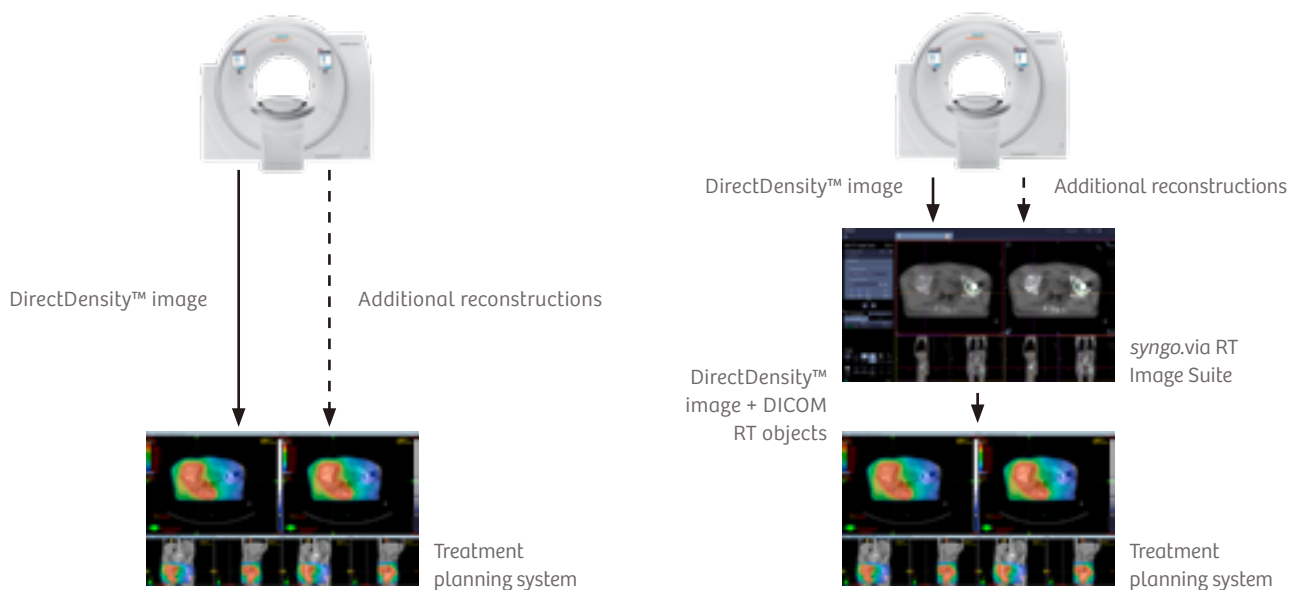 DirectDensity™ image
Additional reconstructions
Treatment
planning system
DirectDensity™ image
Additional reconstructions
syngo.via RT
Image Suite
DirectDensity™
image + DICOM
RT objects
Treatment
planning system